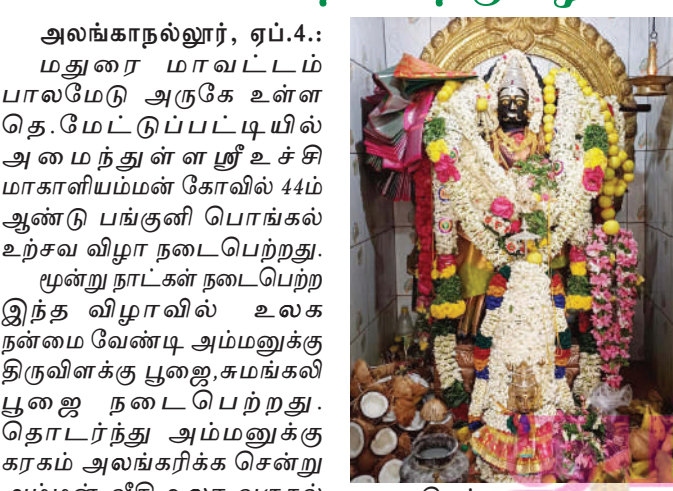 அலங்காநல்லூர், ஏப்.4.:
மதுரை மாவட்டம்
பாலமேடு அருகே உள்ள
தெ.மேட்டுப்பட்டியில்
அமைந்துள்ள ஸ்ரீ உச்சி
மாகாளியம்மன் கோவில் 44ம்
ஆண்டு பங்குனி பொங்கல்
உற்சவ விழா நடைபெற்றது.
மூன்று நாட்கள் நடைபெற்ற
இந்த விழாவில் உலக
நன்மை வேண்டி அம்மனுக்கு
திருவிளக்கு பூஜை,சுமங்கலி
பூஜை நடைபெற்றது.
தொடர்ந்து அம்மனுக்கு
கரகம் அலங்கரிக்க சென்று